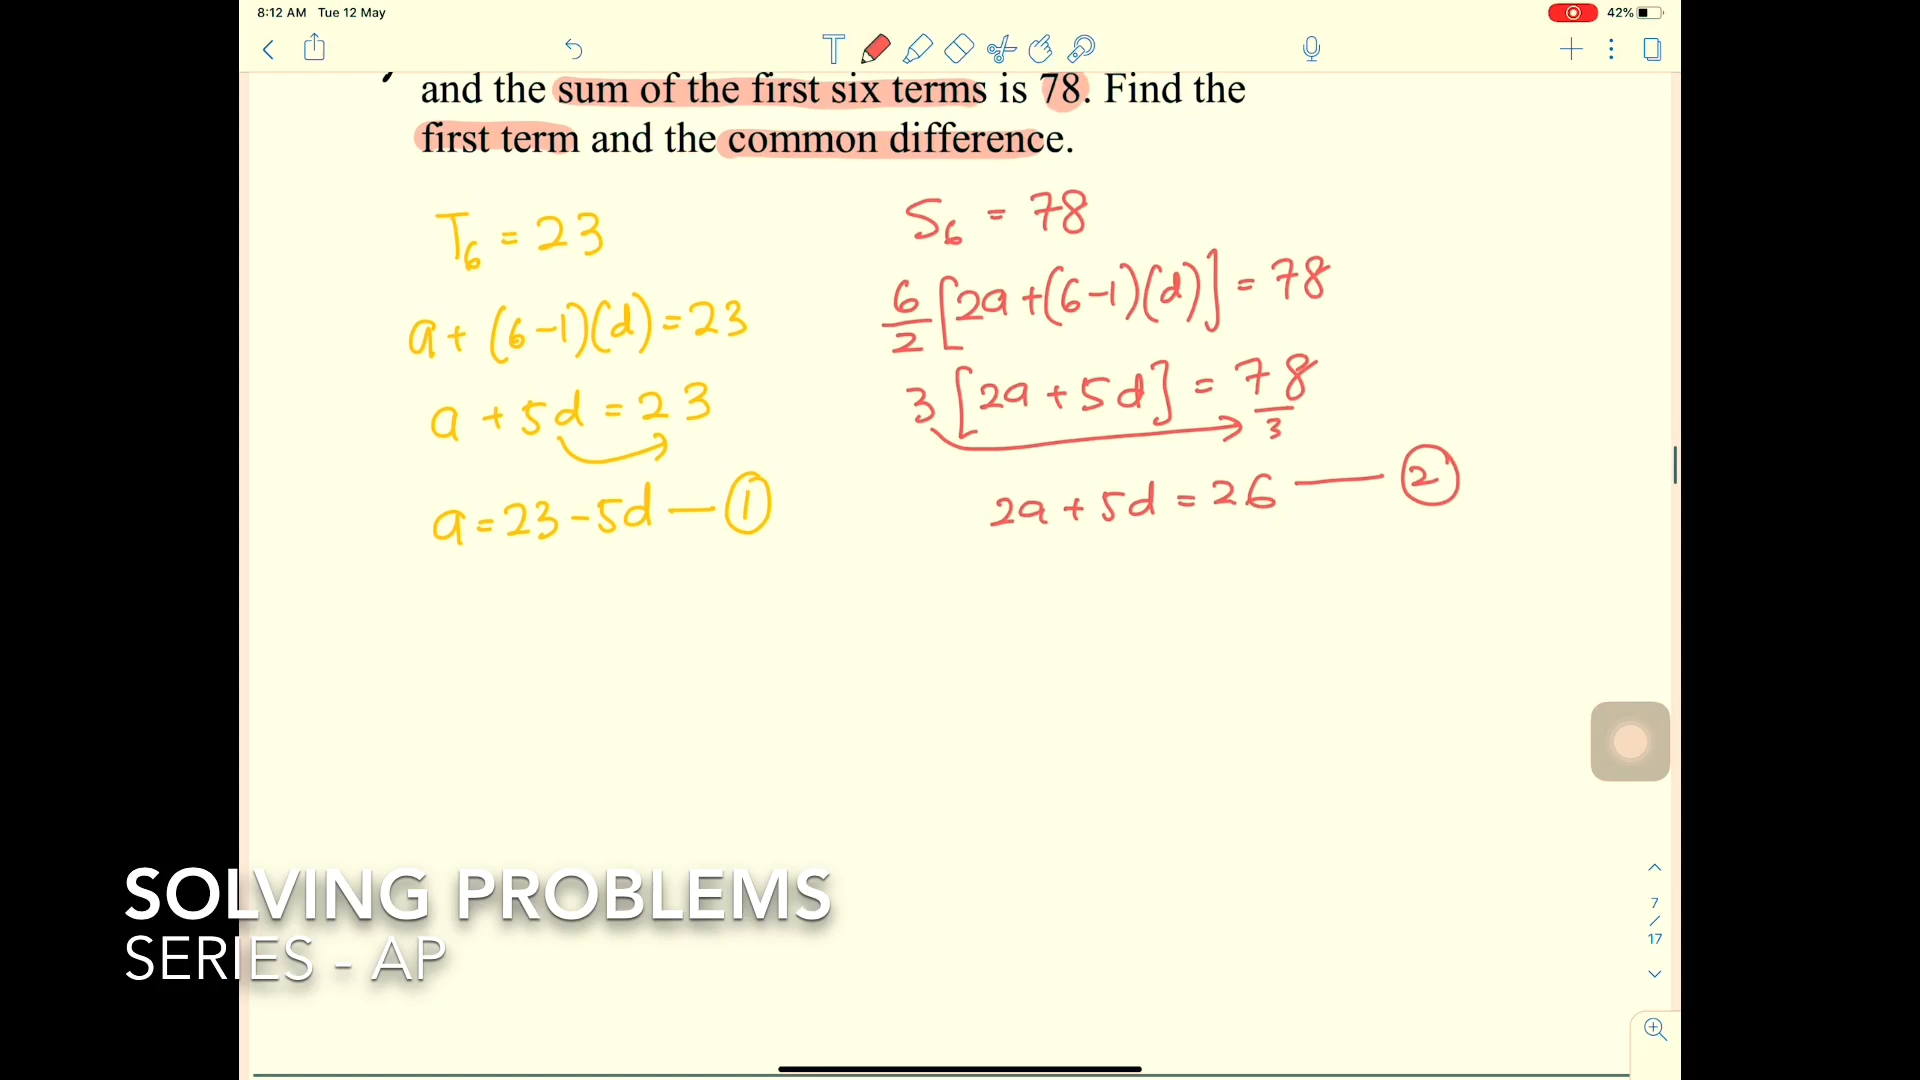 8:12 AM Tue 12 May
42%
and the sum of the first six terms is 78. Find the
first term and the common difference.
T₆ = 23
a + (6-1)(d) = 23
a + 5d = 23
a = 23 - 5d — ①
S₆ = 78
6/2 [2a + (6-1)(d)] = 78
3 [2a + 5d] = 78/3
2a + 5d = 26 — ②
SOLVING PROBLEMS
SERIES - AP
7
/
17